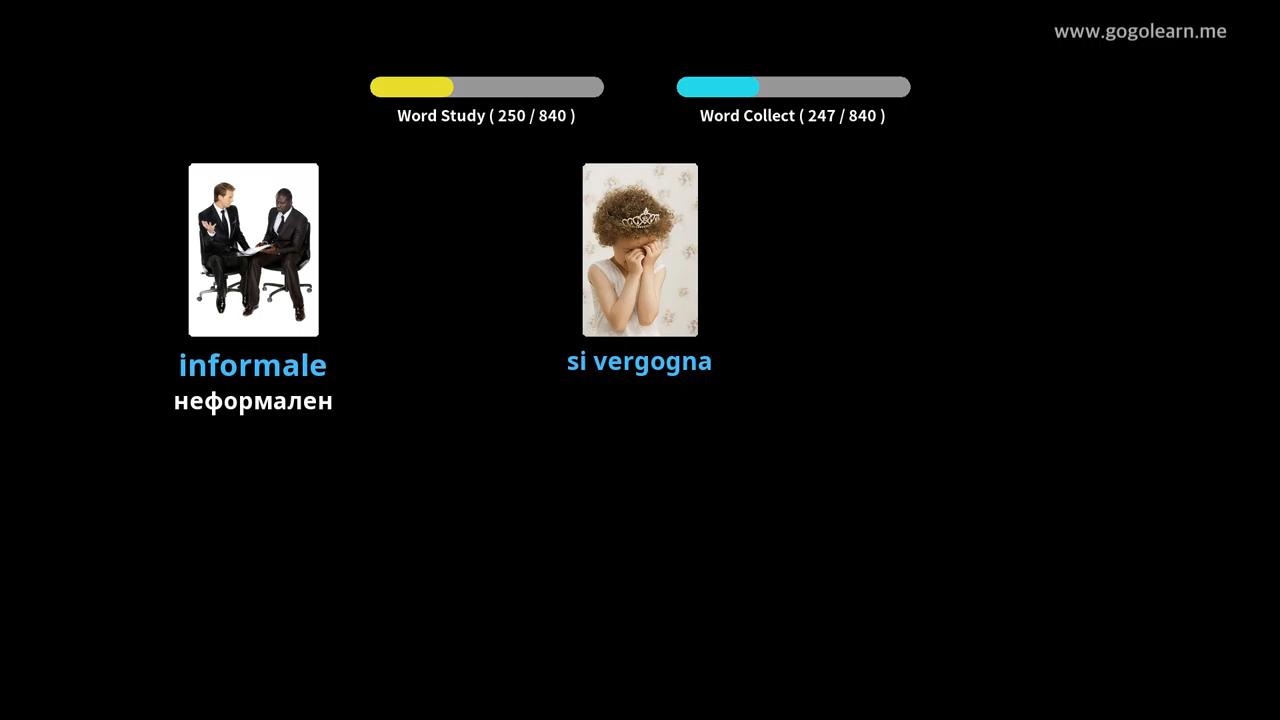 www.gogolearn.me
Word Study ( 250 / 840 )
Word Collect ( 247 / 840 )
informale
неформален
si vergogna